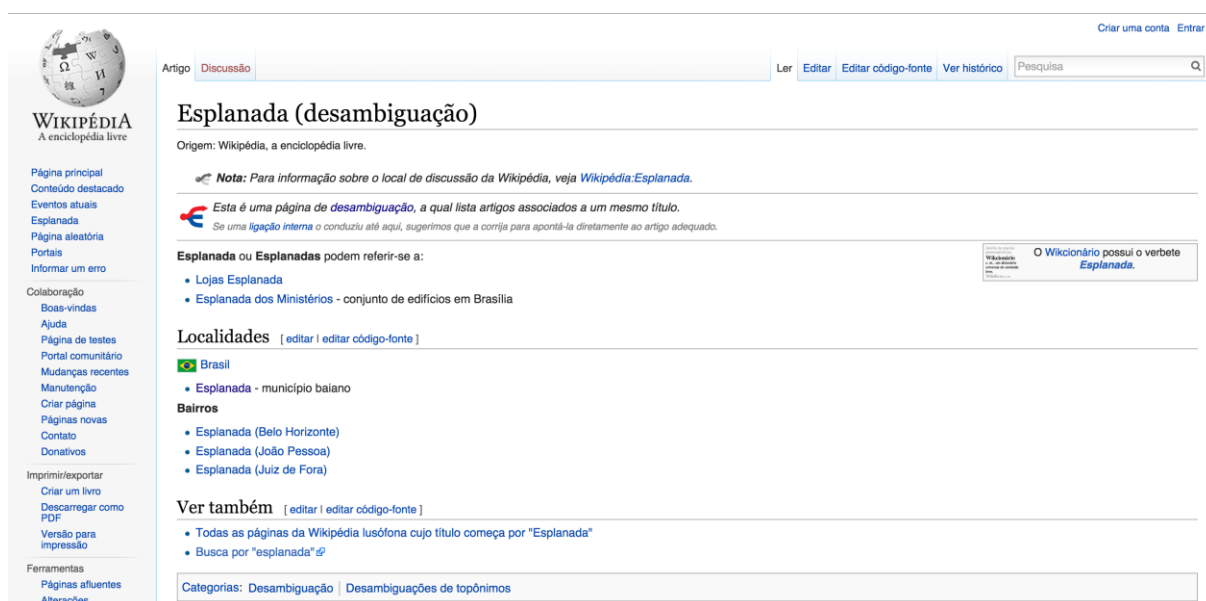 Criar uma conta Entrar
Artigo Discussão Ler Editar Editar código-fonte Ver histórico Pesquisa
WIKIPÉDIA
A enciclopédia livre
Página principal
Conteúdo destacado
Eventos atuais
Esplanada
Página aleatória
Portais
Informar um erro
Colaboração
Boas-vindas
Ajuda
Página de testes
Portal comunitário
Mudanças recentes
Manutenção
Criar página
Páginas novas
Contato
Donativos
Imprimir/exportar
Criar um livro
Descarregar como
PDF
Versão para
impressão
Ferramentas
Páginas afluentes
Alterações
Esplanada (desambiguação)
Origem: Wikipédia, a enciclopédia livre.
Nota: Para informação sobre o local de discussão da Wikipédia, veja Wikipédia:Esplanada.
Esta é uma página de desambiguação, a qual lista artigos associados a um mesmo título.
Se uma ligação interna o conduziu até aqui, sugerimos que a corrija para apontá-la diretamente ao artigo adequado.
O Wikcionário possui o verbete
Esplanada.
Esplanada ou Esplanadas podem referir-se a:
• Lojas Esplanada
• Esplanada dos Ministérios - conjunto de edifícios em Brasília
Localidades [ editar | editar código-fonte ]
Brasil
• Esplanada - município baiano
Bairros
• Esplanada (Belo Horizonte)
• Esplanada (João Pessoa)
• Esplanada (Juiz de Fora)
Ver também [ editar | editar código-fonte ]
• Todas as páginas da Wikipédia lusófona cujo título começa por "Esplanada"
• Busca por "esplanada"
Categorias: Desambiguação | Desambiguações de topônimos